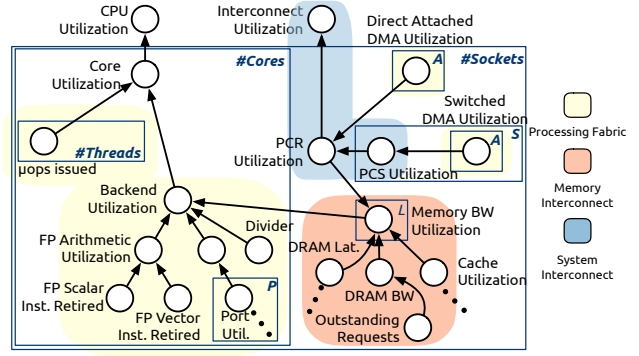 CPU
Utilization
Interconnect
Utilization
Direct Attached
DMA Utilization
#Cores
#Sockets
Core
Utilization
A
Switched
DMA Utilization
A
S
Processing Fabric
#Threads
μops issued
PCR
Utilization
PCS Utilization
Memory
Interconnect
Backend
Utilization
L
Memory BW
Utilization
FP Arithmetic
Utilization
Divider
DRAM Lat.
System
Interconnect
Cache
Utilization
FP Scalar
Inst. Retired
FP Vector
Inst. Retired
P
Port
Util.
DRAM BW
Outstanding
Requests